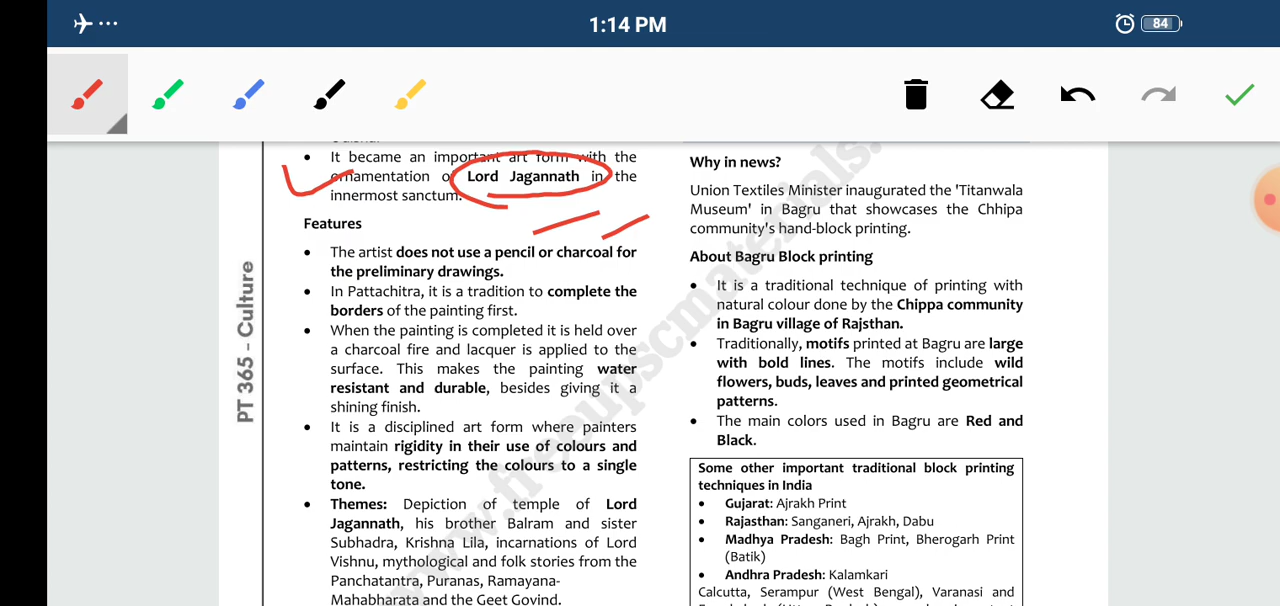 1:14 PM
84
It became an important art form with the
ornamentation of Lord Jagannath in the
innermost sanctum.
Features
The artist does not use a pencil or charcoal for
the preliminary drawings.
In Pattachitra, it is a tradition to complete the
borders of the painting first.
When the painting is completed it is held over
a charcoal fire and lacquer is applied to the
surface. This makes the painting water
resistant and durable, besides giving it a
shining finish.
It is a disciplined art form where painters
maintain rigidity in their use of colours and
patterns, restricting the colours to a single
tone.
Themes: Depiction of temple of Lord
Jagannath, his brother Balram and sister
Subhadra, Krishna Lila, incarnations of Lord
Vishnu, mythological and folk stories from the
Panchatantra, Puranas, Ramayana-
Mahabharata and the Geet Govind.
Why in news?
Union Textiles Minister inaugurated the 'Titanwala
Museum' in Bagru that showcases the Chhipa
community's hand-block printing.
About Bagru Block printing
It is a traditional technique of printing with
natural colour done by the Chippa community
in Bagru village of Rajsthan.
Traditionally, motifs printed at Bagru are large
with bold lines. The motifs include wild
flowers, buds, leaves and printed geometrical
patterns.
The main colors used in Bagru are Red and
Black.
Some other important traditional block printing
techniques in India
Gujarat: Ajrakh Print
Rajasthan: Sanganeri, Ajrakh, Dabu
Madhya Pradesh: Bagh Print, Bherogarh Print
(Batik)
Andhra Pradesh: Kalamkari
Calcutta, Serampur (West Bengal), Varanasi and
PT 365 - Culture
www.freeupscmaterials.